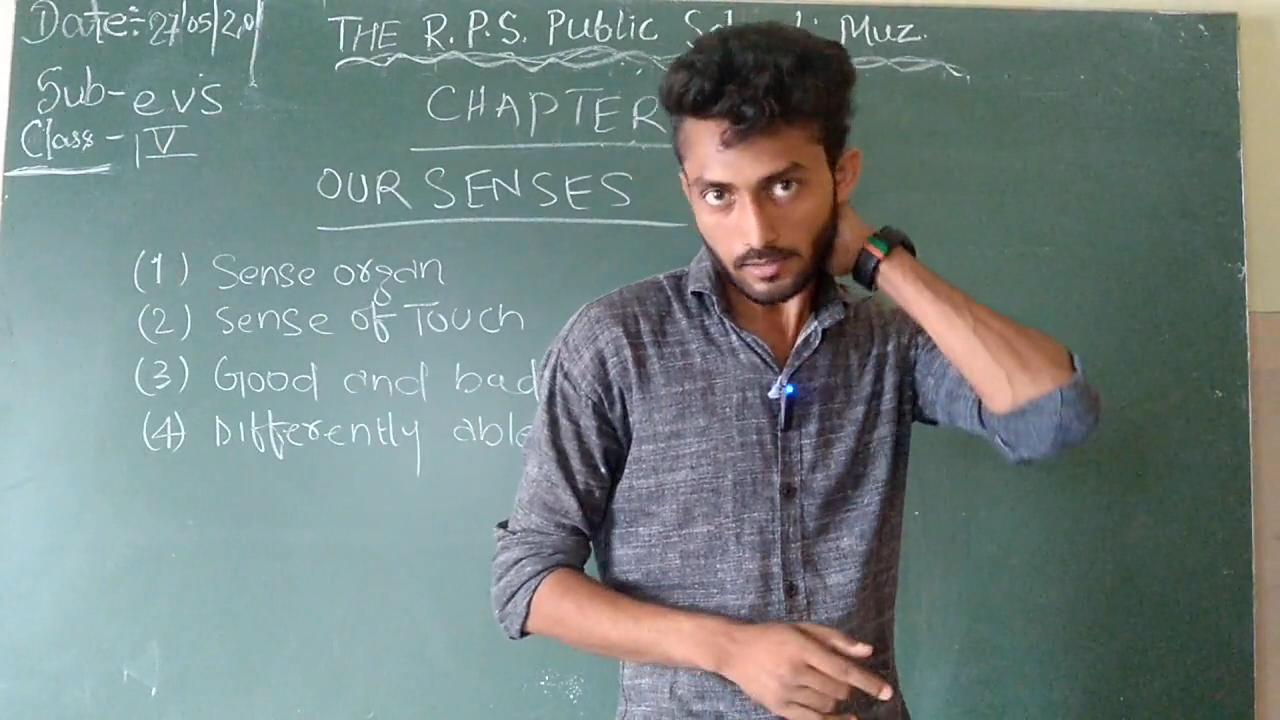 Date:- 27/05/20
THE R.P.S. Public Muz.
Sub- evs
CHAPTER
Class - IV
OUR SENSES
(1) Sense organ
(2) Sense of Touch
(3) Good and bad
(4) Differently able